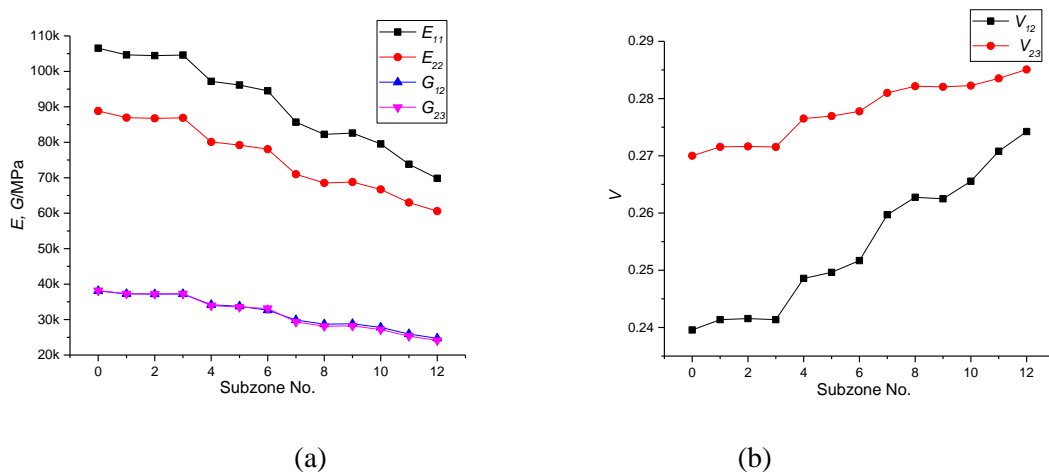 110k
100k
90k
80k
70k
60k
50k
40k
30k
20k
E, G/MPa
0 2 4 6 8 10 12
Subzone No.
E11
E22
G12
G23
(a)
0.29
0.28
0.27
0.26
0.25
0.24
V
0 2 4 6 8 10 12
Subzone No.
V12
V23
(b)